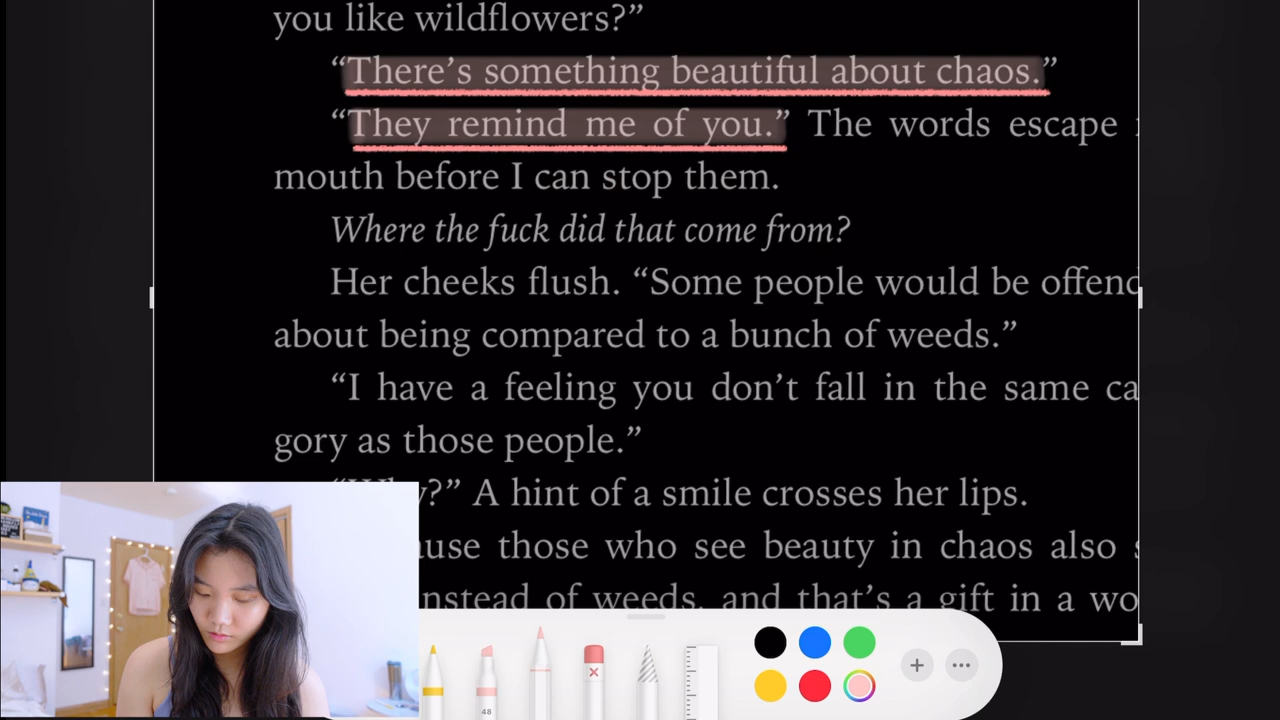 you like wildflowers?”
“There’s something beautiful about chaos.”
“They remind me of you.” The words escape
mouth before I can stop them.
Where the fuck did that come from?
Her cheeks flush. “Some people would be offend
about being compared to a bunch of weeds.”
“I have a feeling you don’t fall in the same ca
gory as those people.”
A hint of a smile crosses her lips.
those who see beauty in chaos also
of weeds, and that’s a gift in a wo
48